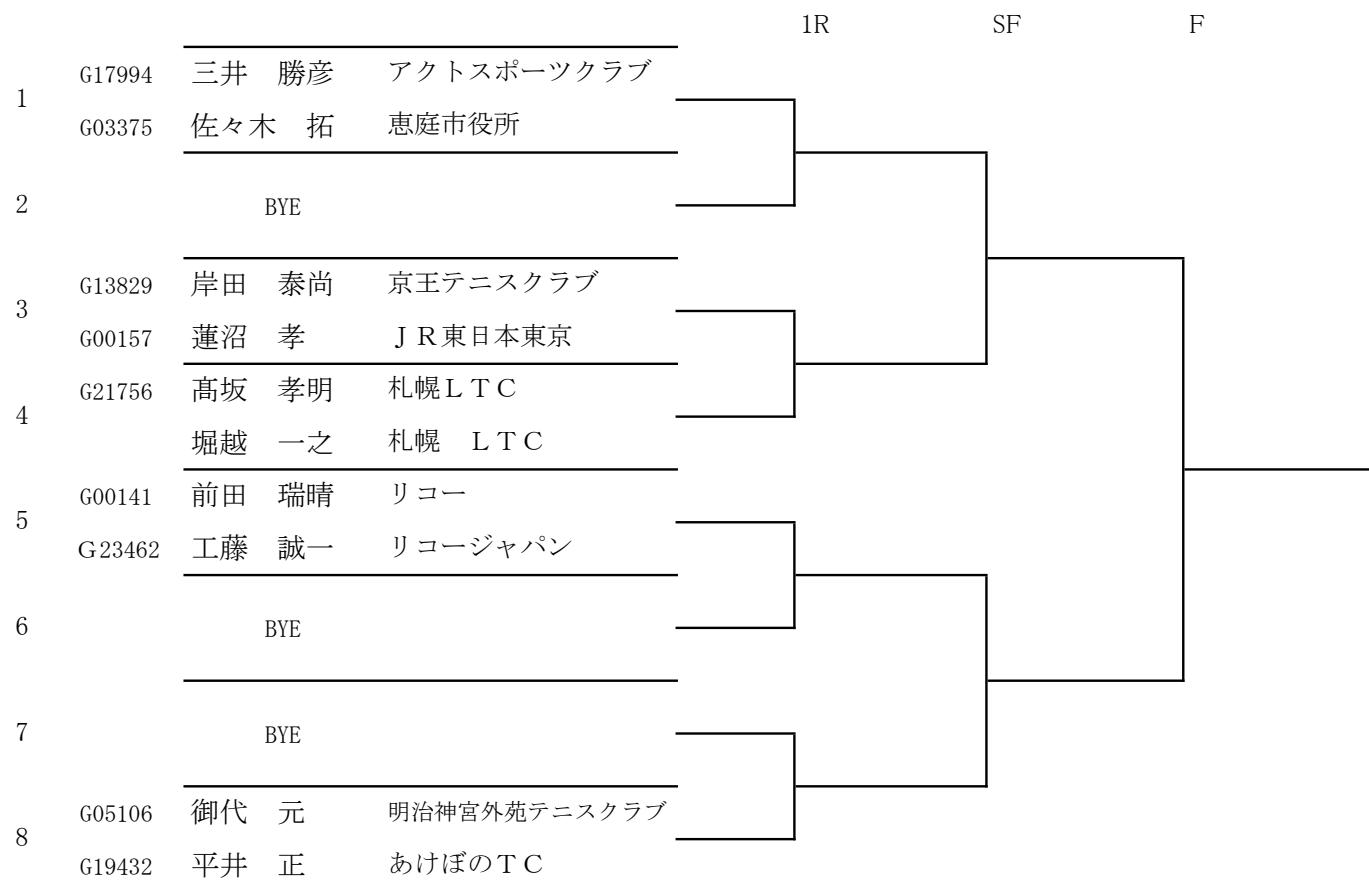 1R SF F
G17994 三井 勝彦 アクトスポーツクラブ
1
G03375 佐々木 拓 恵庭市役所
2 BYE
G13829 岸田 泰尚 京王テニスクラブ
3
G00157 蓮沼 孝 ＪＲ東日本東京
G21756 髙坂 孝明 札幌ＬＴＣ
4
堀越 一之 札幌 ＬＴＣ
G00141 前田 瑞晴 リコー
5
Ｇ23462 工藤 誠一 リコージャパン
6 BYE
7 BYE
G05106 御代 元 明治神宮外苑テニスクラブ
8
G19432 平井 正 あけぼのＴＣ